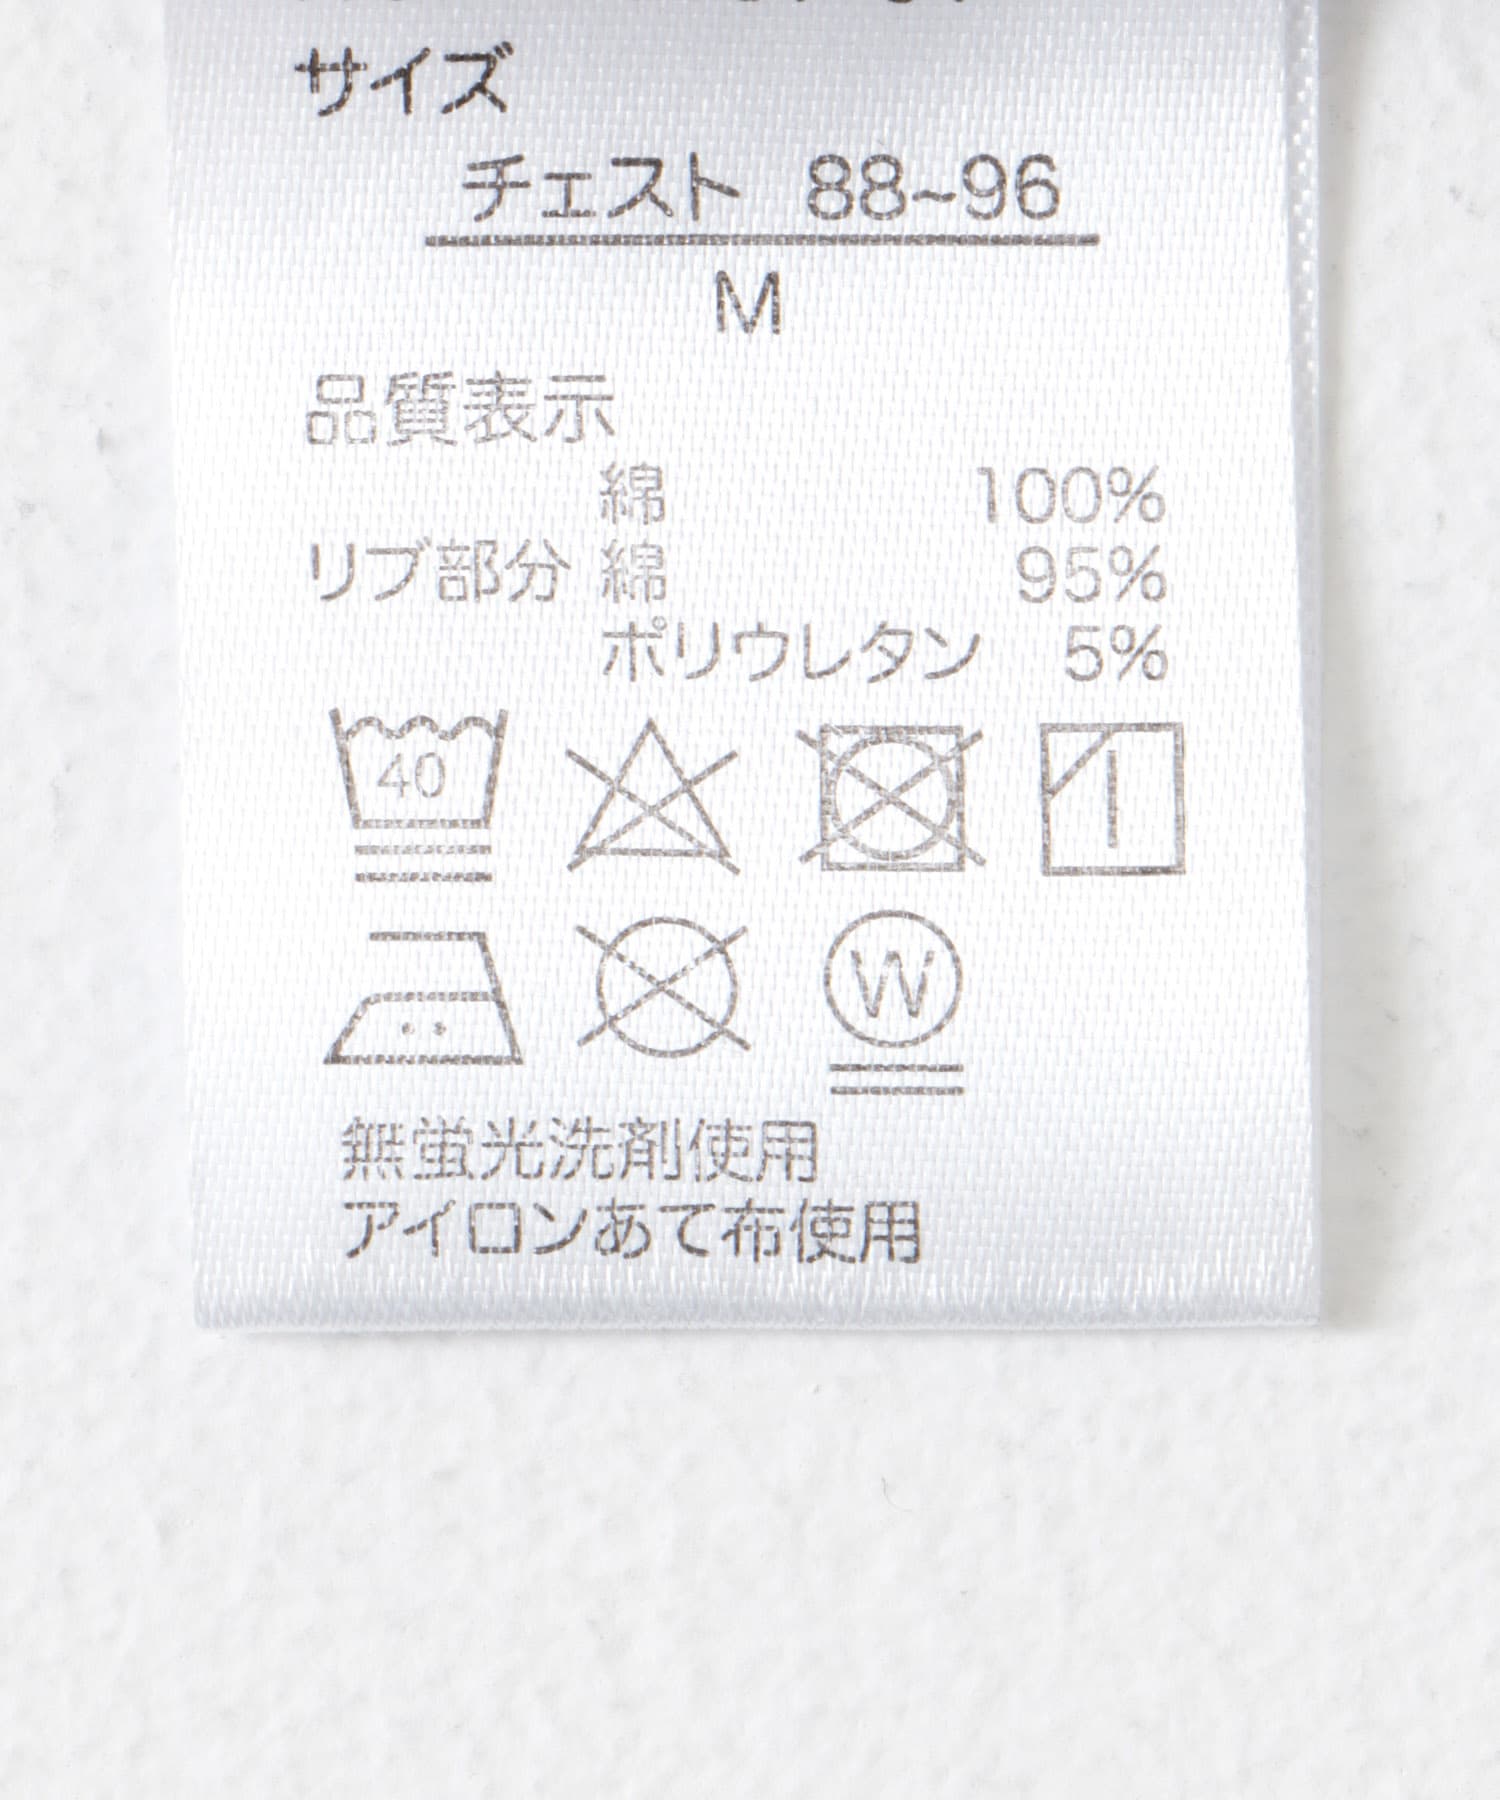 サイズ
チェスト 88~96
M
品質表示
綿 100%
リブ部分 綿 95%
ポリウレタン 5%
40
W
無蛍光洗剤使用
アイロンあて布使用